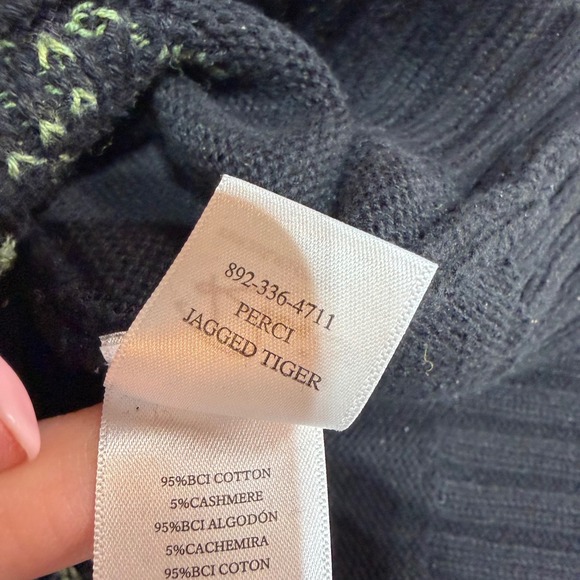 892-336-4711
PERCI
JAGGED TIGER
95%BCI COTTON
5%CASHMERE
95%BCI ALGODÓN
5%CACHEMIRA
95%BCI COTON